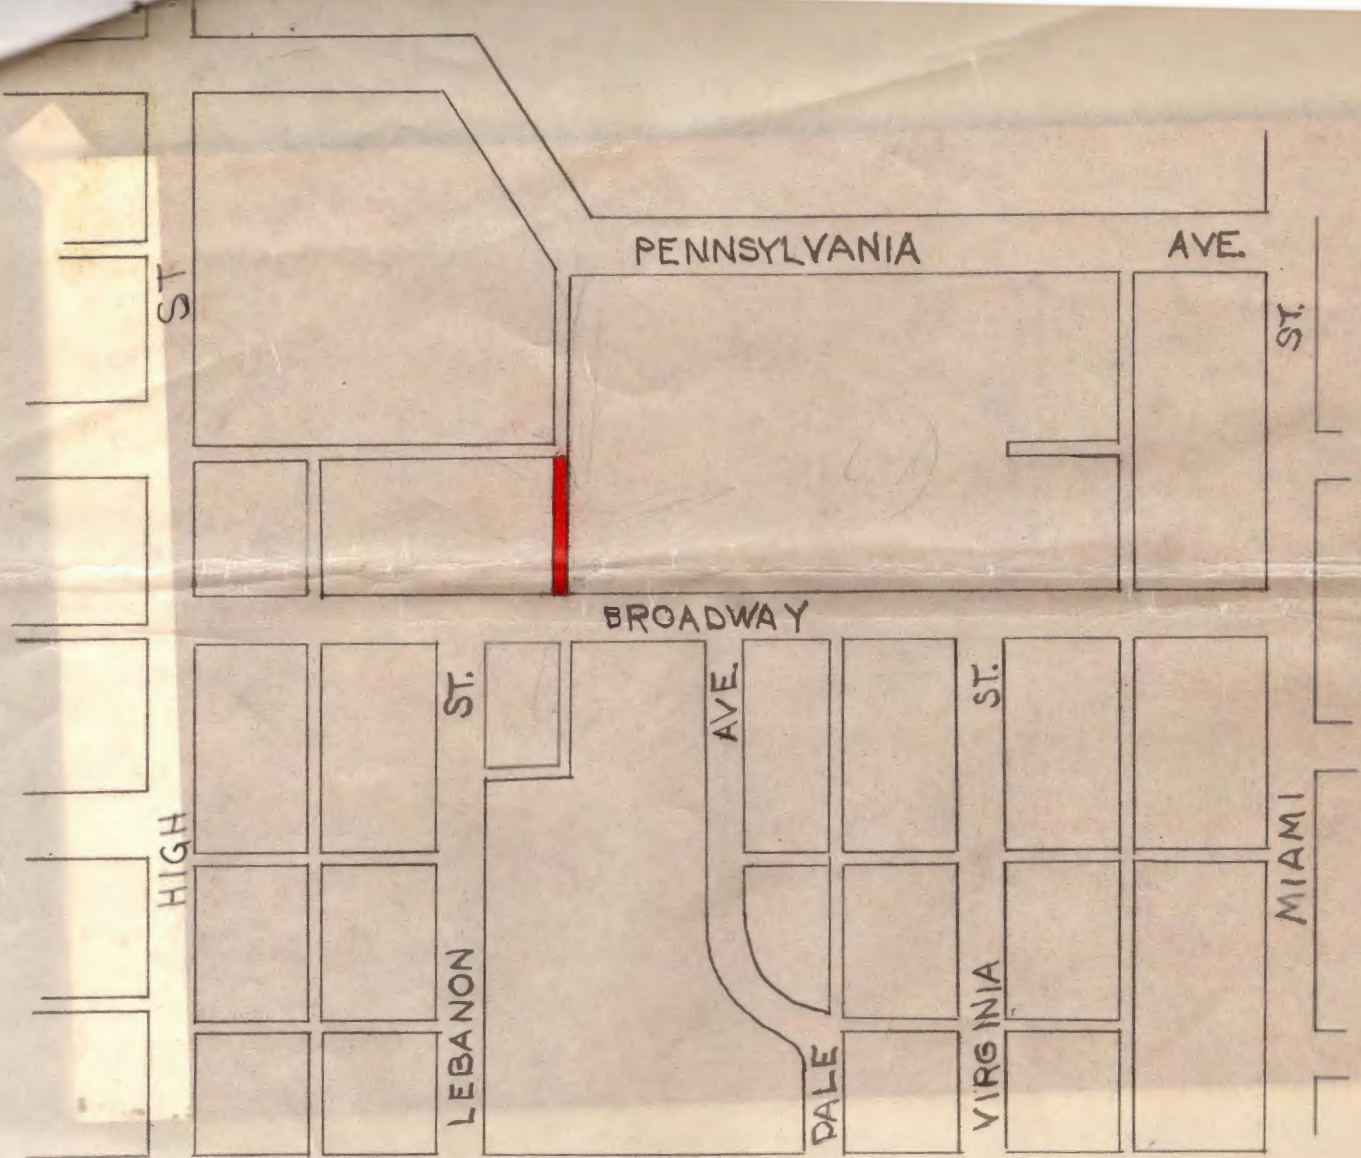 PENNSYLVANIA AVE.
HIGH ST
MIAMI ST.
BROADWAY
LEBANON ST.
DALE AVE.
VIRGINIA ST.